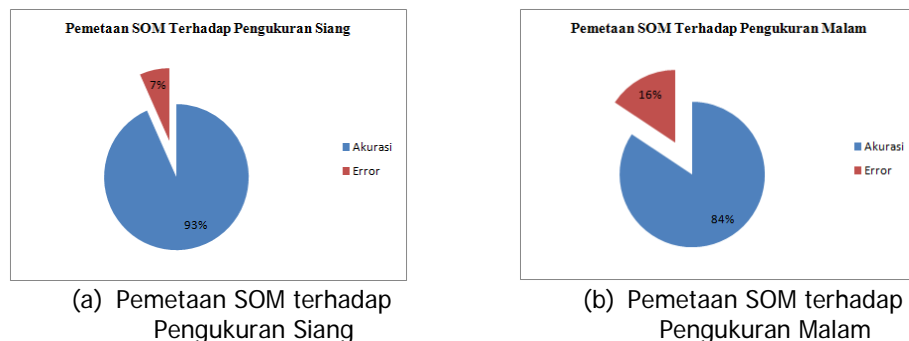 Pemetaan SOM Terhadap Pengukuran Siang
7%
93%
Akurasi
Error
(a) Pemetaan SOM terhadap
Pengukuran Siang
Pemetaan SOM Terhadap Pengukuran Malam
16%
84%
Akurasi
Error
(b) Pemetaan SOM terhadap
Pengukuran Malam